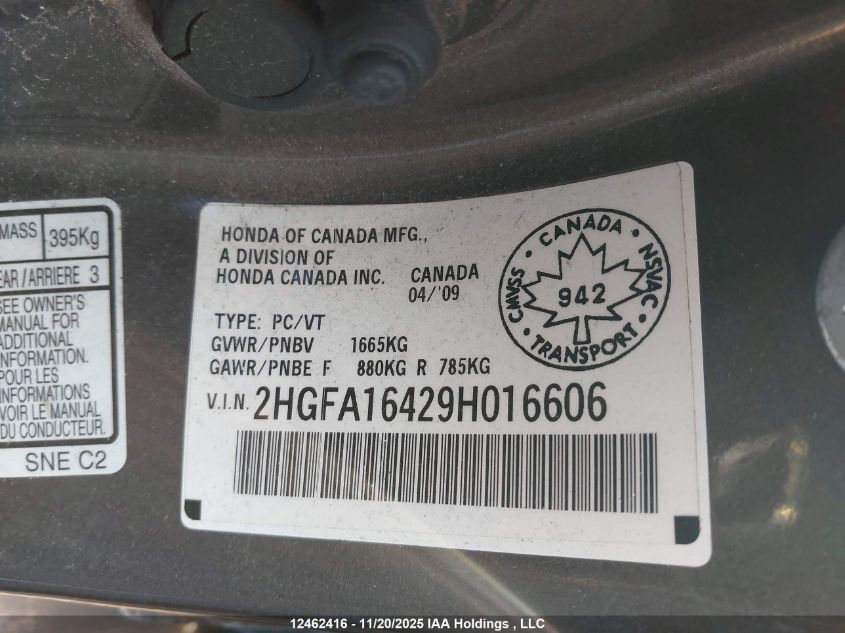 MASS 395Kg
EAR/ARRIERE 3
SEE OWNER'S
MANUAL FOR
ADDITIONAL
INFORMATION.
POUR LES
INFORMATIONS
VOIR LE MANUAL
DU CONDUCTEUR.
SNE C2
HONDA OF CANADA MFG.,
A DIVISION OF
HONDA CANADA INC. CANADA
04/'09
TYPE: PC/VT
GVWR/PNBV 1665KG
GAWR/PNBE F 880KG R 785KG
V.I.N. 2HGFA16429H016606
CANADA
CMVSS
NSVAC
942
TRANSPORT
12462416 - 11/20/2025 IAA Holdings , LLC